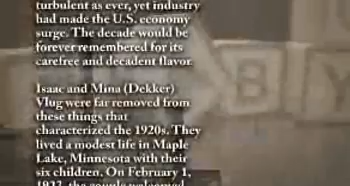 turbulent as ever, yet industry
had made the U.S. economy
surge. The decade would be
forever remembered for its
carefree and decadent flavor.
Isaac and Mina (Dekker)
Vlug were far removed from
these things that
characterized the 1920s. They
lived a modest life in Maple
Lake, Minnesota with their
six children. On February 1,
B Y